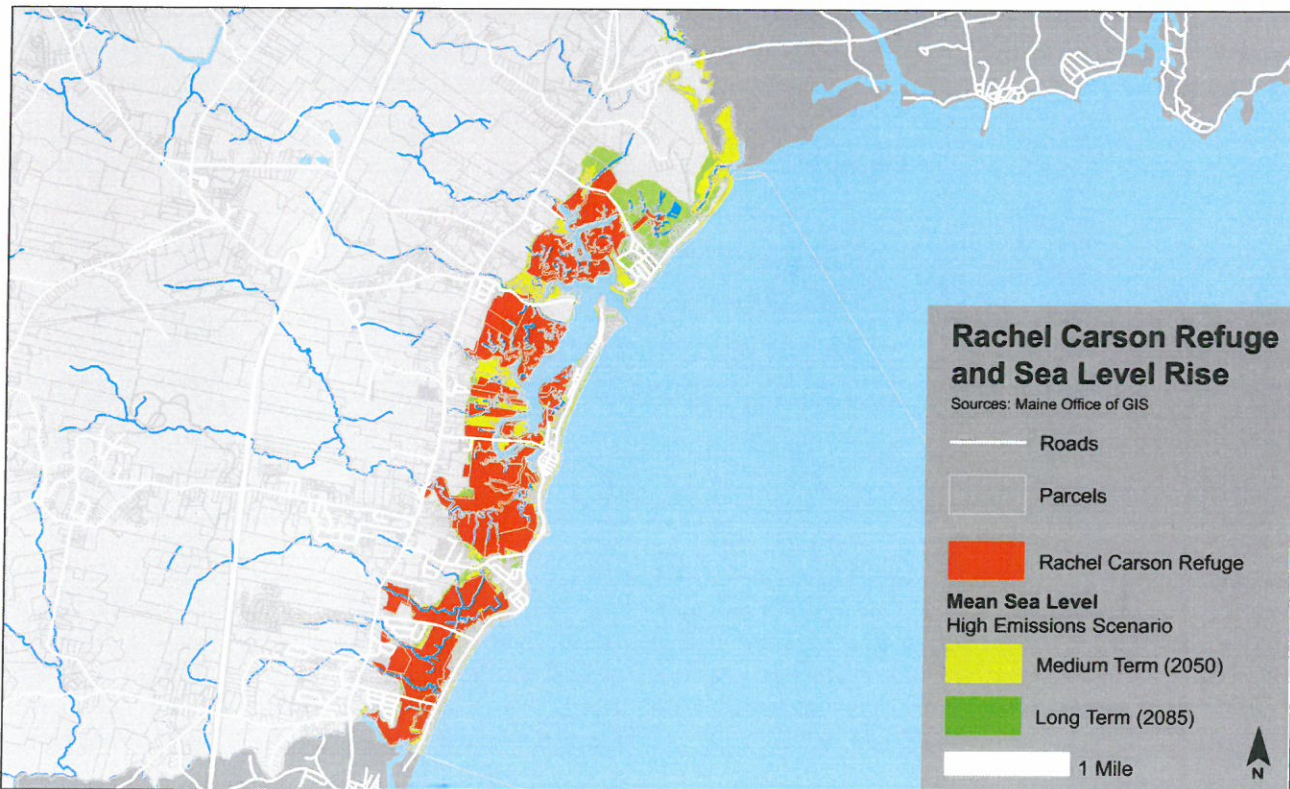 Rachel Carson Refuge
and Sea Level Rise
Sources: Maine Office of GIS
Roads
Parcels
Rachel Carson Refuge
Mean Sea Level
High Emissions Scenario
Medium Term (2050)
Long Term (2085)
1 Mile
N